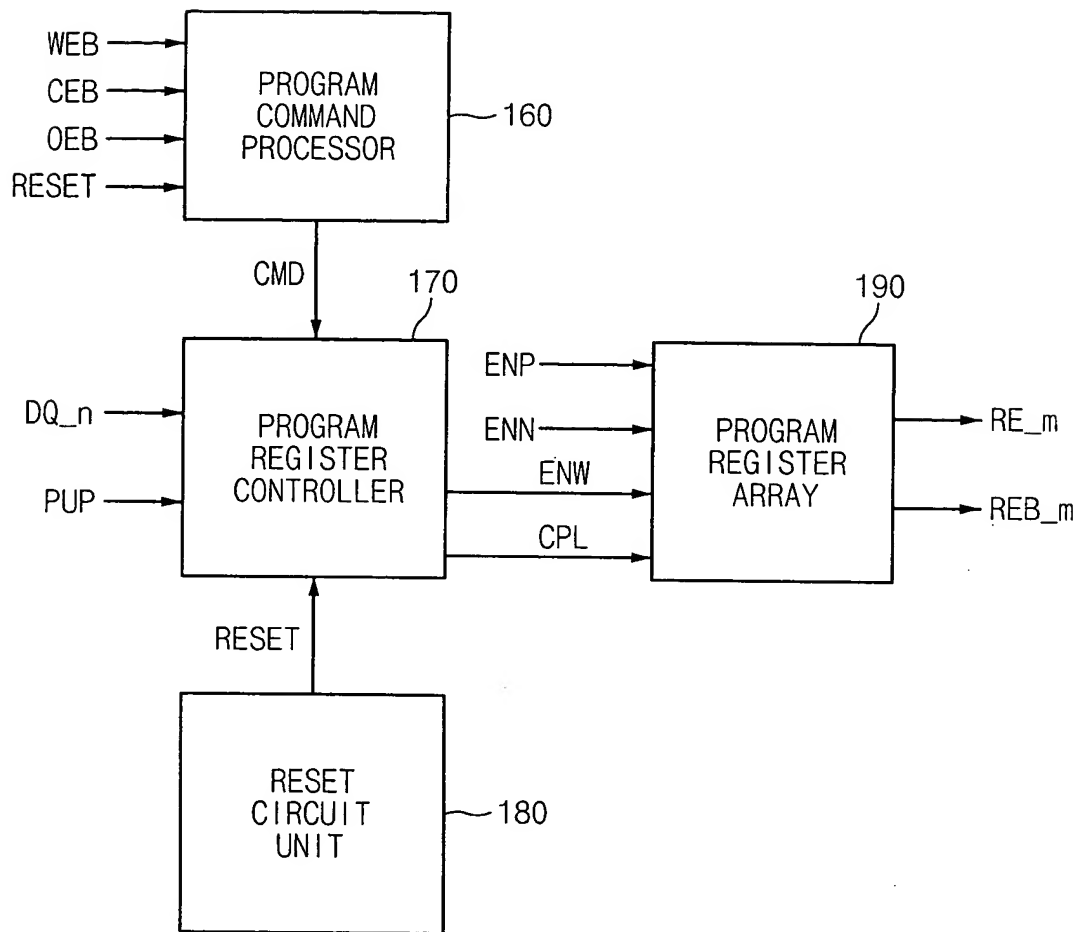 WEB
CEB
OEB
RESET
PROGRAM
COMMAND
PROCESSOR
160
CMD
170
190
DQ_n
PUP
PROGRAM
REGISTER
CONTROLLER
ENP
ENN
ENW
CPL
PROGRAM
REGISTER
ARRAY
RE_m
REB_m
RESET
RESET
CIRCUIT
UNIT
180